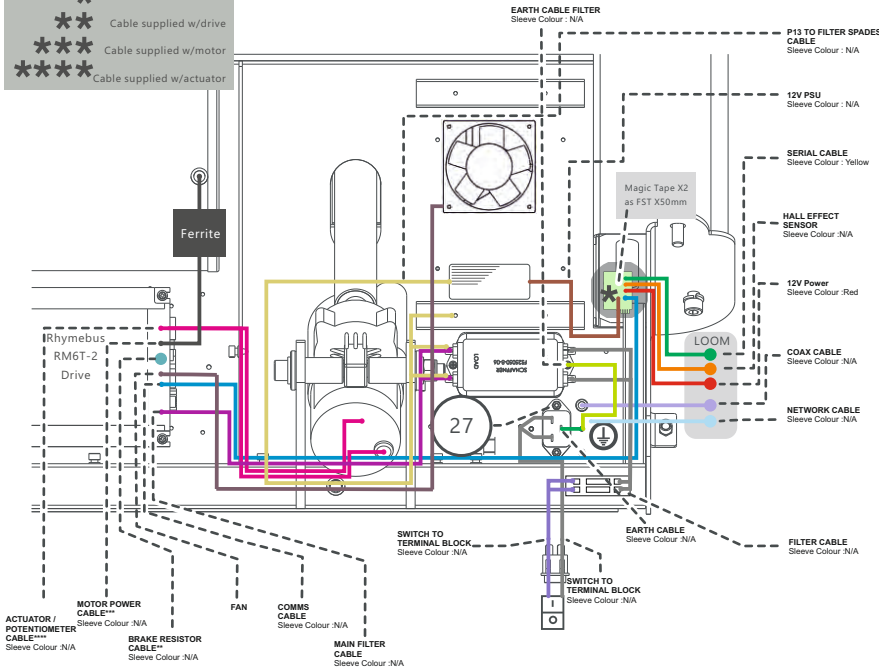 *
** Cable supplied w/drive
*** Cable supplied w/motor
**** Cable supplied w/actuator
EARTH CABLE FILTER
Sleeve Colour : N/A
P13 TO FILTER SPADES
CABLE
Sleeve Colour : N/A
12V PSU
Sleeve Colour : N/A
SERIAL CABLE
Sleeve Colour : Yellow
Magic Tape X2
as FST X50mm
HALL EFFECT
SENSOR
Sleeve Colour :N/A
Ferrite
12V Power
Sleeve Colour :Red
*
Rhymebus
RM6T-2
Drive
LOOM
LOAD
COAX CABLE
Sleeve Colour :N/A
NETWORK CABLE
Sleeve Colour :N/A
27
SWITCH TO
TERMINAL BLOCK
Sleeve Colour :N/A
EARTH CABLE
Sleeve Colour :N/A
FILTER CABLE
Sleeve Colour :N/A
SWITCH TO
TERMINAL BLOCK
Sleeve Colour :N/A
ACTUATOR /
POTENTIOMETER
CABLE****
Sleeve Colour :N/A
MOTOR POWER
CABLE***
Sleeve Colour :N/A
BRAKE RESISTOR
CABLE**
Sleeve Colour :N/A
FAN
COMMS
CABLE
Sleeve Colour :N/A
MAIN FILTER
CABLE
Sleeve Colour :N/A